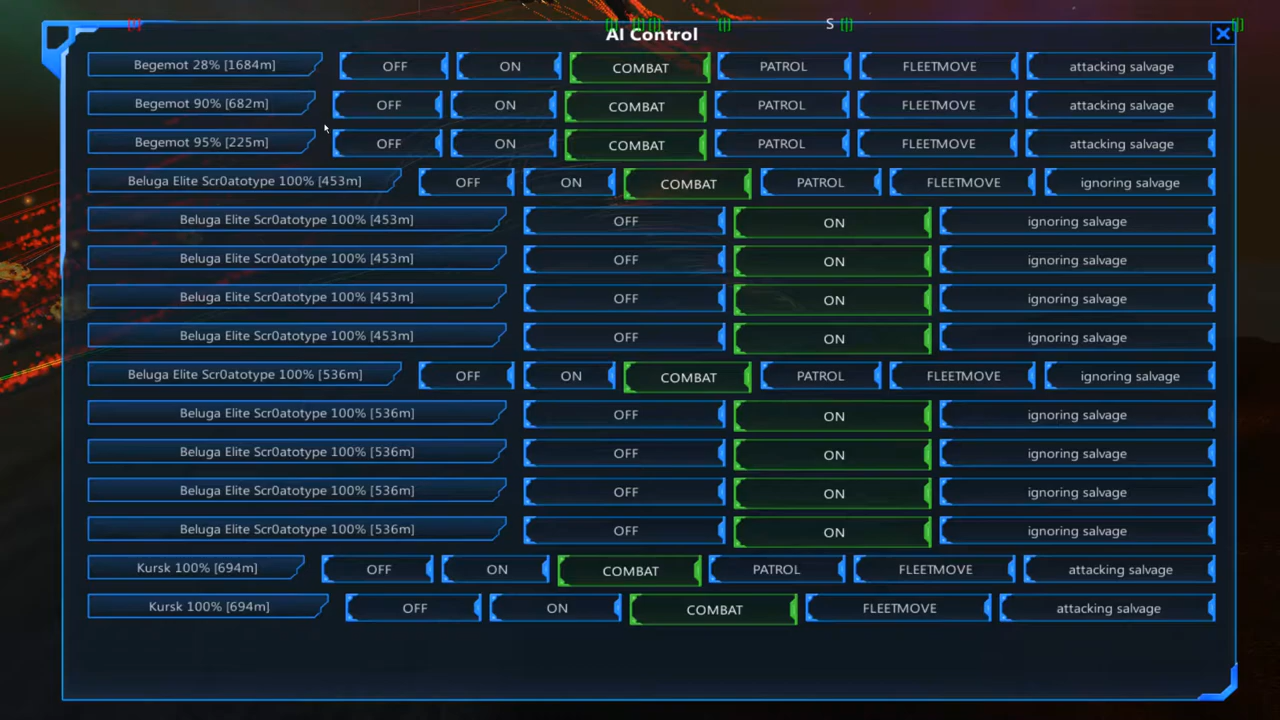 S
AI Control
Begemot 28% [1684m] OFF ON COMBAT PATROL FLEETMOVE attacking salvage
Begemot 90% [682m] OFF ON COMBAT PATROL FLEETMOVE attacking salvage
Begemot 95% [225m] OFF ON COMBAT PATROL FLEETMOVE attacking salvage
Beluga Elite Scr0atotype 100% [453m] OFF ON COMBAT PATROL FLEETMOVE ignoring salvage
Beluga Elite Scr0atotype 100% [453m] OFF ON ignoring salvage
Beluga Elite Scr0atotype 100% [453m] OFF ON ignoring salvage
Beluga Elite Scr0atotype 100% [453m] OFF ON ignoring salvage
Beluga Elite Scr0atotype 100% [453m] OFF ON ignoring salvage
Beluga Elite Scr0atotype 100% [536m] OFF ON COMBAT PATROL FLEETMOVE ignoring salvage
Beluga Elite Scr0atotype 100% [536m] OFF ON ignoring salvage
Beluga Elite Scr0atotype 100% [536m] OFF ON ignoring salvage
Beluga Elite Scr0atotype 100% [536m] OFF ON ignoring salvage
Beluga Elite Scr0atotype 100% [536m] OFF ON ignoring salvage
Kursk 100% [694m] OFF ON COMBAT PATROL FLEETMOVE attacking salvage
Kursk 100% [694m] OFF ON COMBAT FLEETMOVE attacking salvage